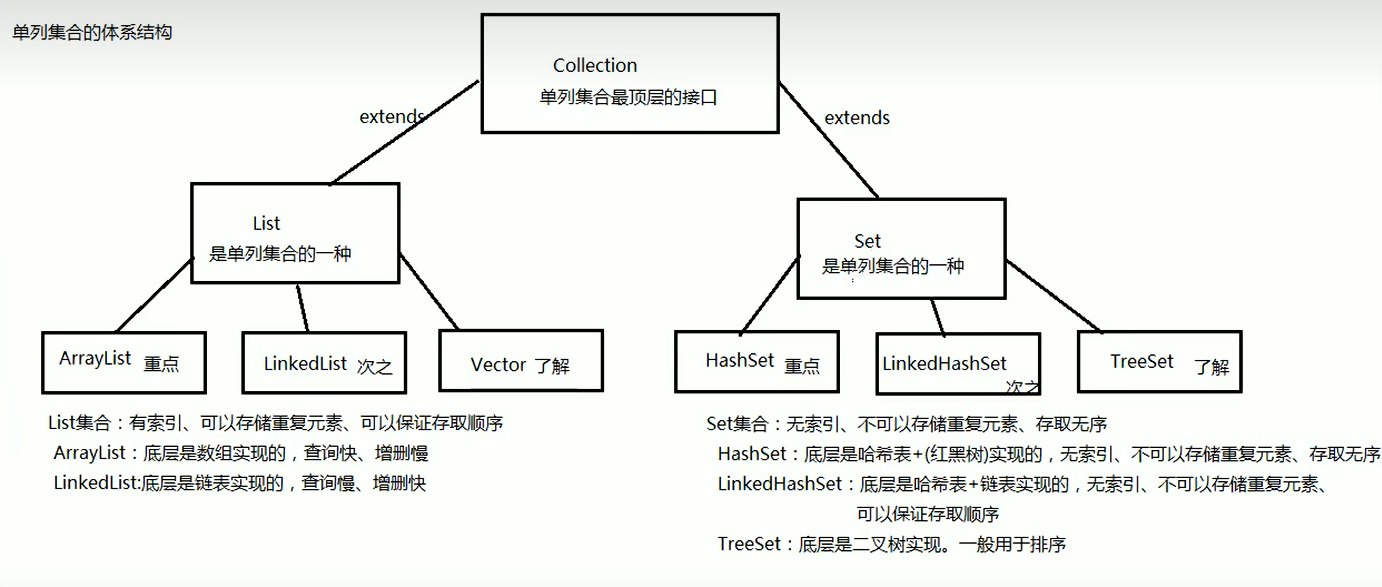 单列集合的体系结构
Collection
单列集合最顶层的接口
extends
extends
List
是单列集合的一种
Set
是单列集合的一种
ArrayList 重点
LinkedList 次之
Vector 了解
HashSet 重点
LinkedHashSet
次之
TreeSet 了解
List集合：有索引、可以存储重复元素、可以保证存取顺序
ArrayList：底层是数组实现的，查询快、增删慢
LinkedList:底层是链表实现的，查询慢、增删快
Set集合：无索引、不可以存储重复元素、存取无序
HashSet：底层是哈希表+(红黑树)实现的，无索引、不可以存储重复元素、存取无序
LinkedHashSet：底层是哈希表+链表实现的，无索引、不可以存储重复元素、
可以保证存取顺序
TreeSet：底层是二叉树实现。一般用于排序